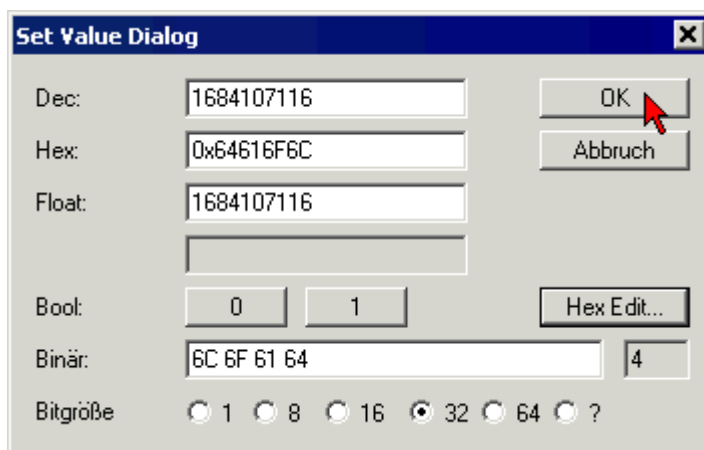 Set Value Dialog
Dec: 1684107116 OK
Hex: 0x64616F6C Abbruch
Float: 1684107116
Bool: 0 1 Hex Edit...
Binär: 6C 6F 61 64 4
Bitgröße 1 8 16 32 64 ?